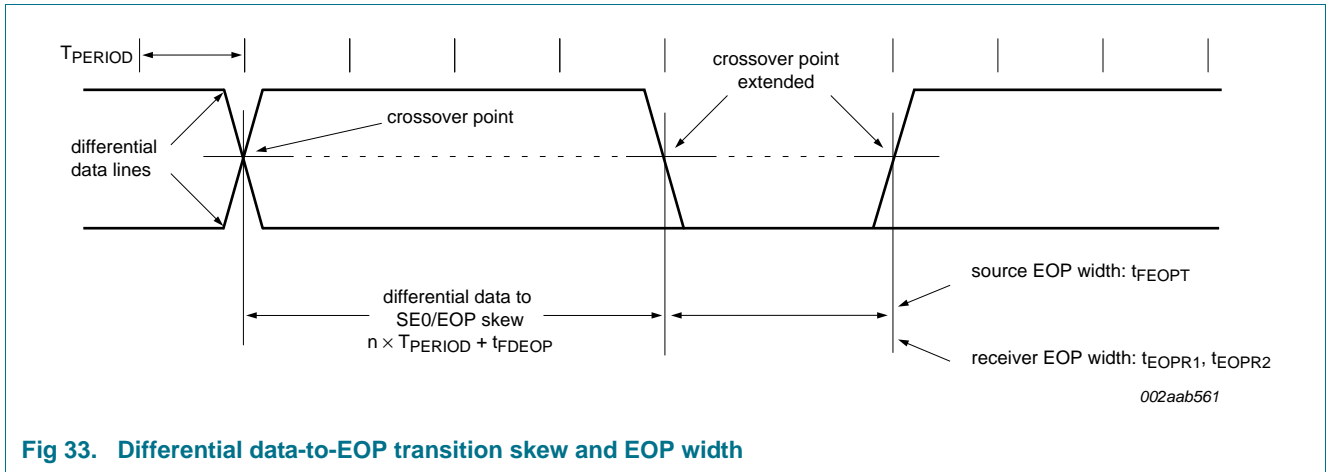 TPERIOD
crossover point
extended
crossover point
differential
data lines
differential data to
SE0/EOP skew
n × TPERIOD + tFDEOP
source EOP width: tFEOPT
receiver EOP width: tEOPR1, tEOPR2
002aab561
Fig 33. Differential data-to-EOP transition skew and EOP width